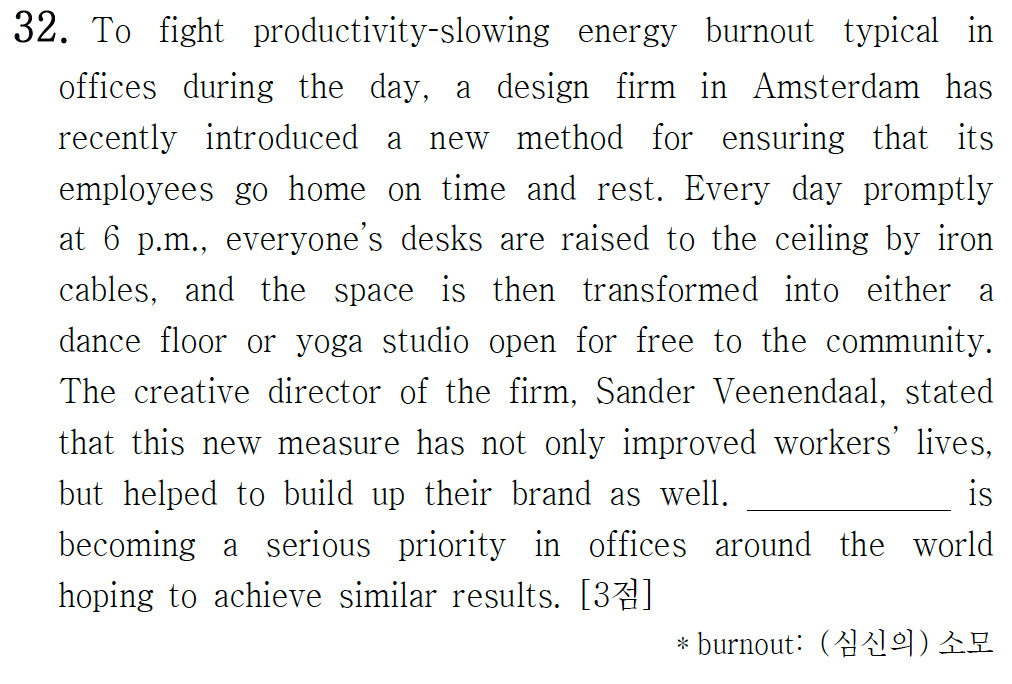 32. To fight productivity-slowing energy burnout typical in
offices during the day, a design firm in Amsterdam has
recently introduced a new method for ensuring that its
employees go home on time and rest. Every day promptly
at 6 p.m., everyone's desks are raised to the ceiling by iron
cables, and the space is then transformed into either a
dance floor or yoga studio open for free to the community.
The creative director of the firm, Sander Veenendaal, stated
that this new measure has not only improved workers' lives,
but helped to build up their brand as well. ____________ is
becoming a serious priority in offices around the world
hoping to achieve similar results. [3점]
* burnout: (심신의) 소모